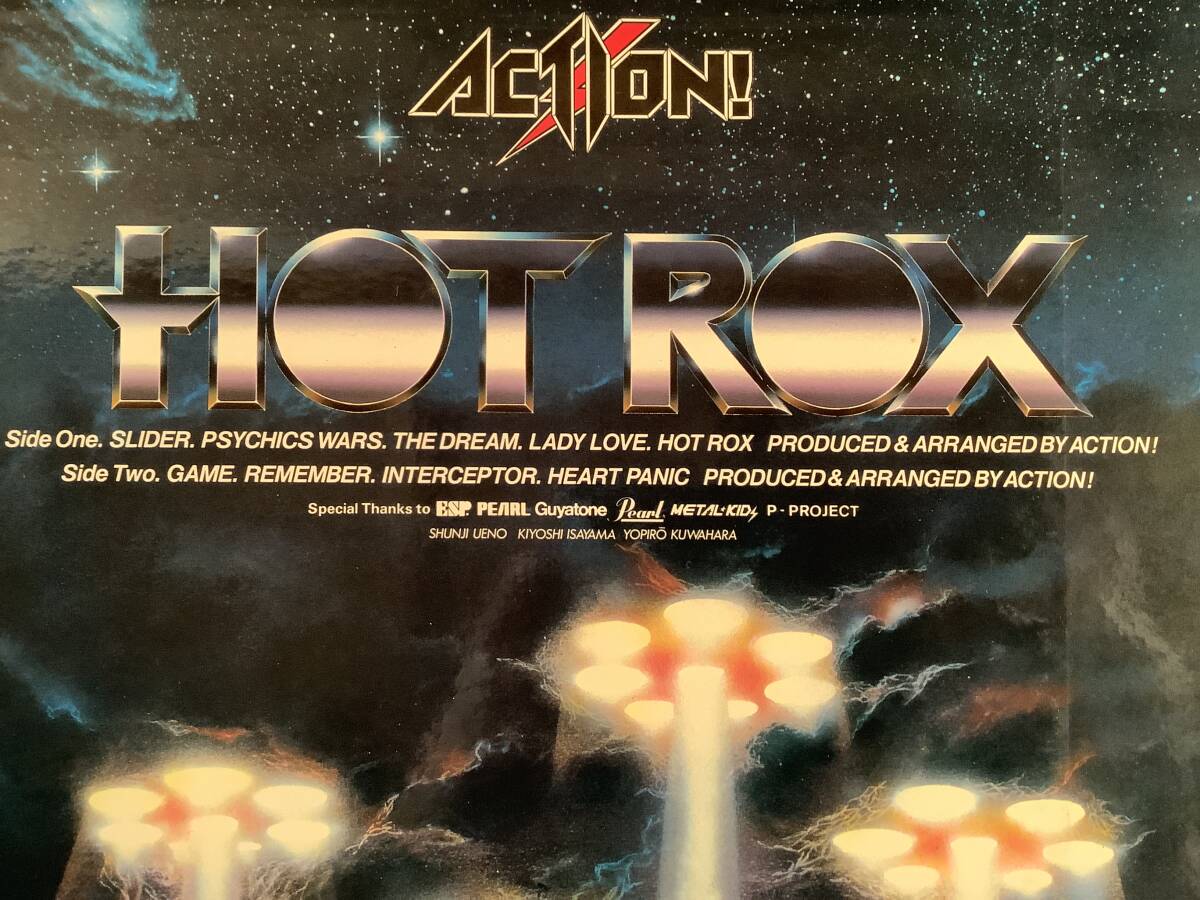 ACTION!
HOT ROX
Side One. SLIDER. PSYCHICS WARS. THE DREAM. LADY LOVE. HOT ROX PRODUCED & ARRANGED BY ACTION!
Side Two. GAME. REMEMBER. INTERCEPTOR. HEART PANIC PRODUCED & ARRANGED BY ACTION!
Special Thanks to ESP PEARL Guyatone Pearl METAL★KIDs P-PROJECT
SHUNJI UENO KIYOSHI ISAYAMA YOPIRŌ KUWAHARA